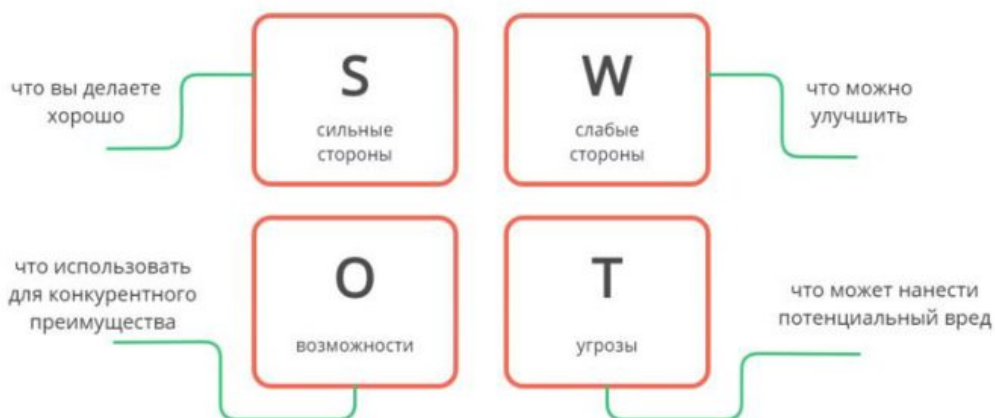 S
сильные
стороны
W
слабые
стороны
что вы делаете
хорошо
что можно
улучшить
O
возможности
T
угрозы
что использовать
для конкурентного
преимущества
что может нанести
потенциальный вред